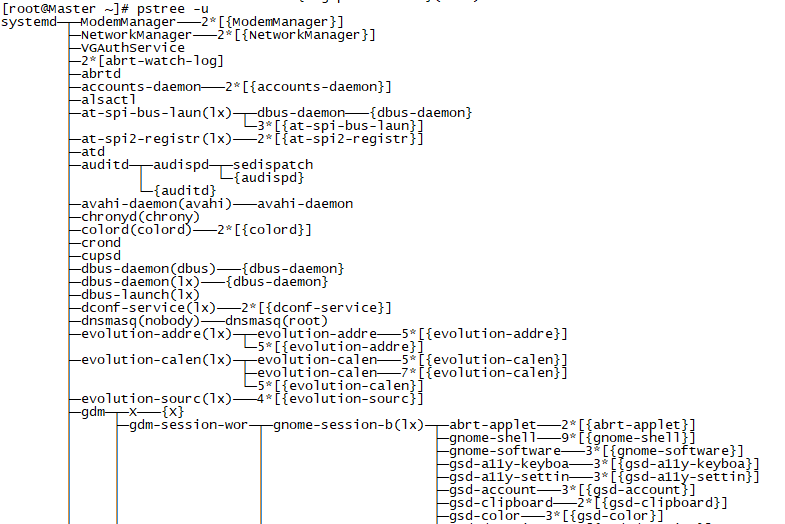 [root@Master ~]# pstree -u
systemd─┬─ModemManager───2*[{ModemManager}]
├─NetworkManager───2*[{NetworkManager}]
├─VGAuthService
├─2*[abrt-watch-log]
├─abrtd
├─accounts-daemon───2*[{accounts-daemon}]
├─alsactl
├─at-spi-bus-laun(lx)─┬─dbus-daemon───{dbus-daemon}
│ └─3*[{at-spi-bus-laun}]
├─at-spi2-registr(lx)───2*[{at-spi2-registr}]
├─atd
├─auditd─┬─audispd─┬─sedispatch
│ │ └─{audispd}
│ └─{auditd}
├─avahi-daemon(avahi)───avahi-daemon
├─chronyd(chrony)
├─colord(colord)───2*[{colord}]
├─crond
├─cupsd
├─dbus-daemon(dbus)───{dbus-daemon}
├─dbus-daemon(lx)───{dbus-daemon}
├─dbus-launch(lx)
├─dconf-service(lx)───2*[{dconf-service}]
├─dnsmasq(nobody)───dnsmasq(root)
├─evolution-addre(lx)─┬─evolution-addre───5*[{evolution-addre}]
│ └─5*[{evolution-addre}]
├─evolution-calen(lx)─┬─evolution-calen───5*[{evolution-calen}]
│ ├─evolution-calen───7*[{evolution-calen}]
│ └─5*[{evolution-calen}]
├─evolution-sourc(lx)───4*[{evolution-sourc}]
├─gdm─┬─X───{X}
│ ├─gdm-session-wor─┬─gnome-session-b(lx)─┬─abrt-applet───2*[{abrt-applet}]
│ │ │ ├─gnome-shell───9*[{gnome-shell}]
│ │ │ ├─gnome-software───3*[{gnome-software}]
│ │ │ ├─gsd-a11y-keyboa───3*[{gsd-a11y-keyboa}]
│ │ │ ├─gsd-a11y-settin───3*[{gsd-a11y-settin}]
│ │ │ ├─gsd-account───3*[{gsd-account}]
│ │ │ ├─gsd-clipboard───2*[{gsd-clipboard}]
│ │ │ ├─gsd-color───3*[{gsd-color}]